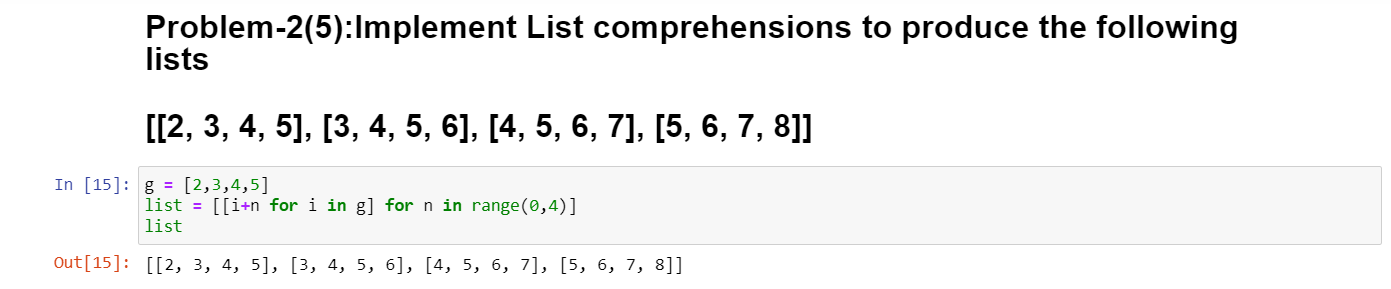 Problem-2(5):Implement List comprehensions to produce the following
lists
[[2, 3, 4, 5], [3, 4, 5, 6], [4, 5, 6, 7], [5, 6, 7, 8]]
In [15]: g = [2,3,4,5]
list = [[i+n for i in g] for n in range(0,4)]
list
Out[15]: [[2, 3, 4, 5], [3, 4, 5, 6], [4, 5, 6, 7], [5, 6, 7, 8]]